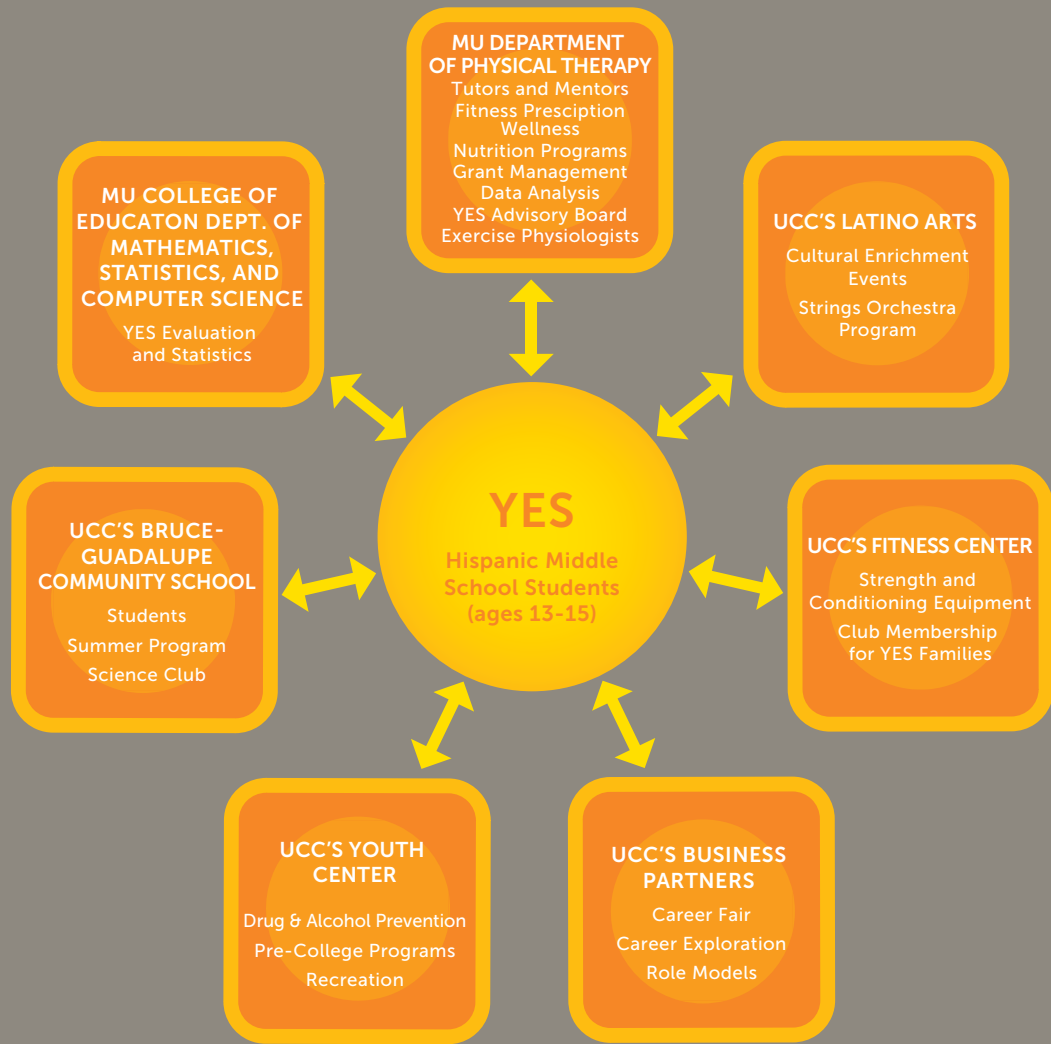 MU DEPARTMENT
OF PHYSICAL THERAPY
Tutors and Mentors
Fitness Presciption
Wellness
Nutrition Programs
Grant Management
Data Analysis
YES Advisory Board
Exercise Physiologists
MU COLLEGE OF
EDUCATON DEPT. OF
MATHEMATICS,
STATISTICS, AND
COMPUTER SCIENCE
YES Evaluation
and Statistics
UCC'S LATINO ARTS
Cultural Enrichment
Events
Strings Orchestra
Program
YES
Hispanic Middle
School Students
(ages 13-15)
UCC'S BRUCE-
GUADALUPE
COMMUNITY SCHOOL
Students
Summer Program
Science Club
UCC'S FITNESS CENTER
Strength and
Conditioning Equipment
Club Membership
for YES Families
UCC'S YOUTH
CENTER
Drug & Alcohol Prevention
Pre-College Programs
Recreation
UCC'S BUSINESS
PARTNERS
Career Fair
Career Exploration
Role Models